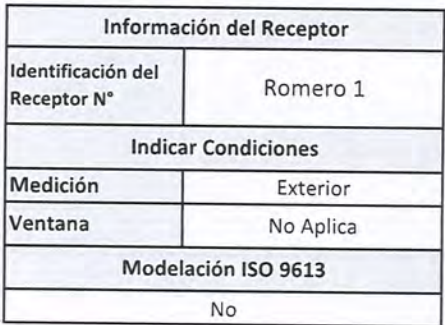 Información del Receptor
Identificación del
Receptor N°
Romero 1
Indicar Condiciones
Medición
Exterior
Ventana
No Aplica
Modelación ISO 9613
No